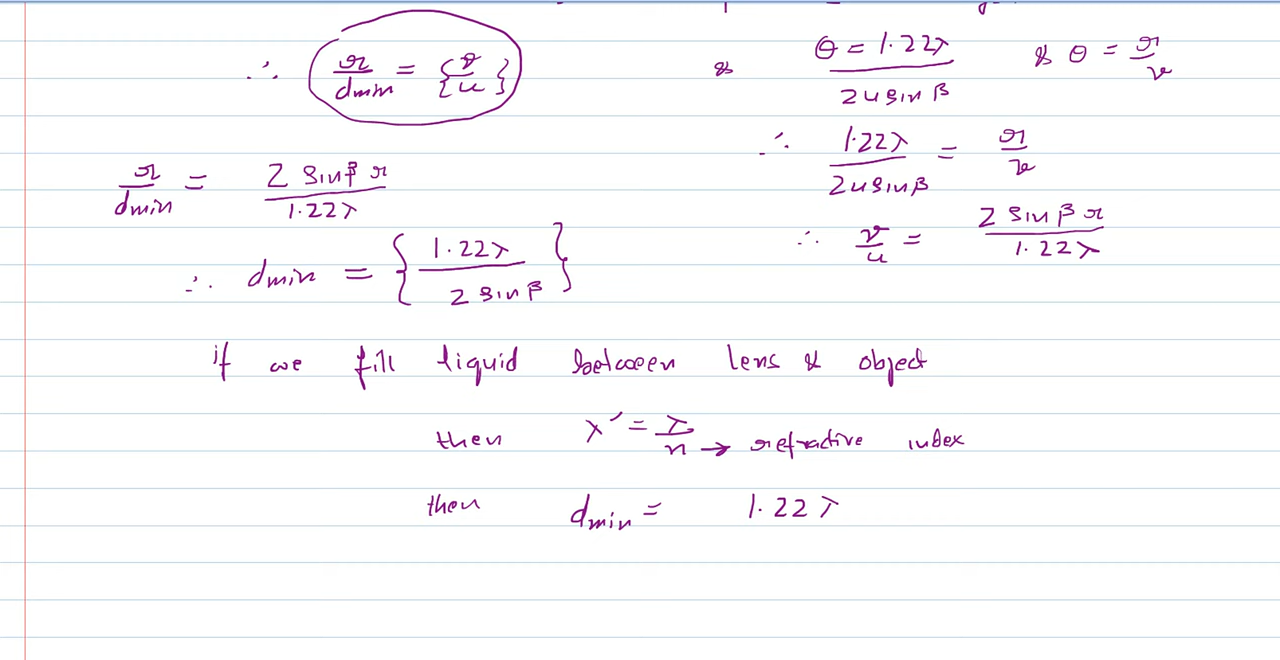 ∴ r/dmin = {v/u} & θ = 1.22λ / 2u sin β & θ = r/v
∴ 1.22λ / 2u sin β = r/v
r/dmin = 2 sin β r / 1.22λ
∴ v/u = 2 sin β r / 1.22λ
∴ dmin = {1.22λ / 2 sin β}
if we fill liquid between lens & object
then λ' = λ/n → refractive index
then dmin = 1.22λ